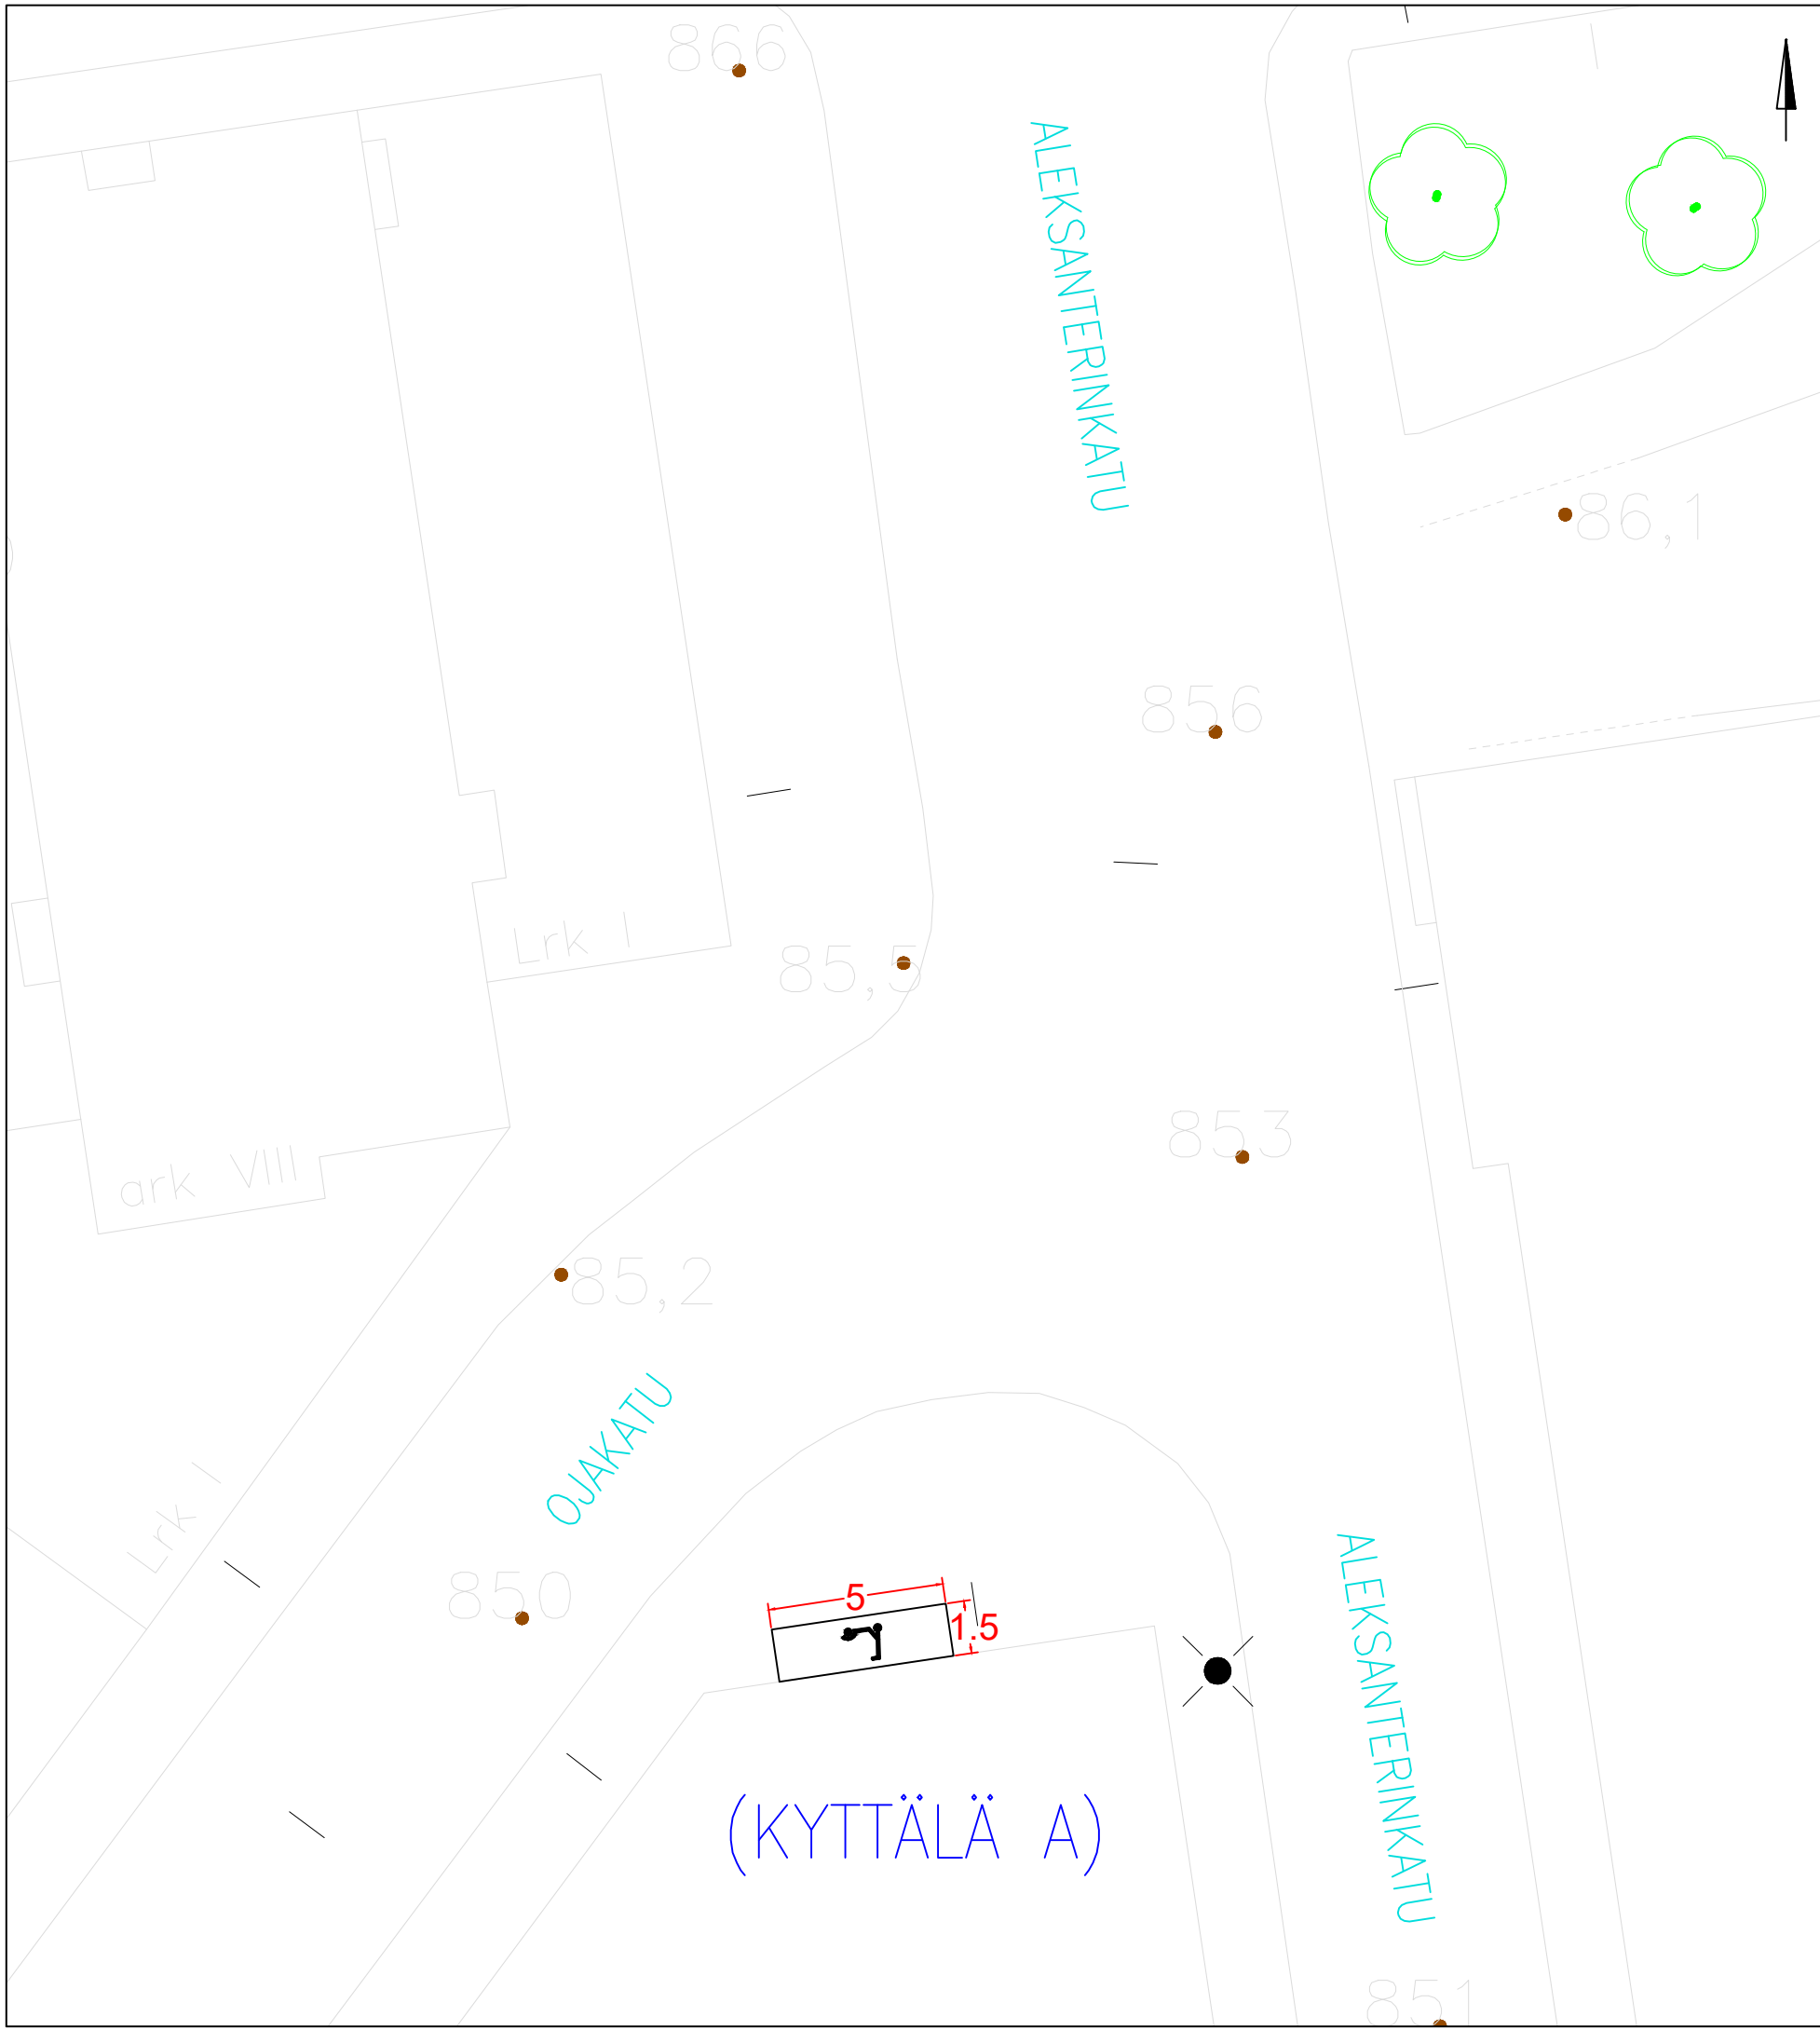 866
ALEKSANTERINKATU
86,1
856
Lrk I
85,5
853
ark VIII
85,2
OJAKATU
Lrk I
850
5
1.5
ALEKSANTERINKATU
(KYTTÄLÄ A)
851